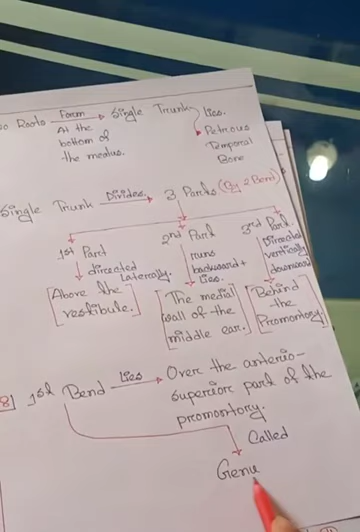 Roots Form Single Trunk Lies.
At the Petrous
bottom of Temporal
the meatus. Bone
Single Trunk Divides. 3 Parts (By 2 Bend)
1st Part 2nd Part 3rd Part
directed Laterally. runs backward + Lies. Directed vertically downward
Above the vestibule. The medial wall of the middle ear. Behind the Promontory.
8] 1st Bend Lies Over the anterio-
superior part of the
promontory.
Called
Genu